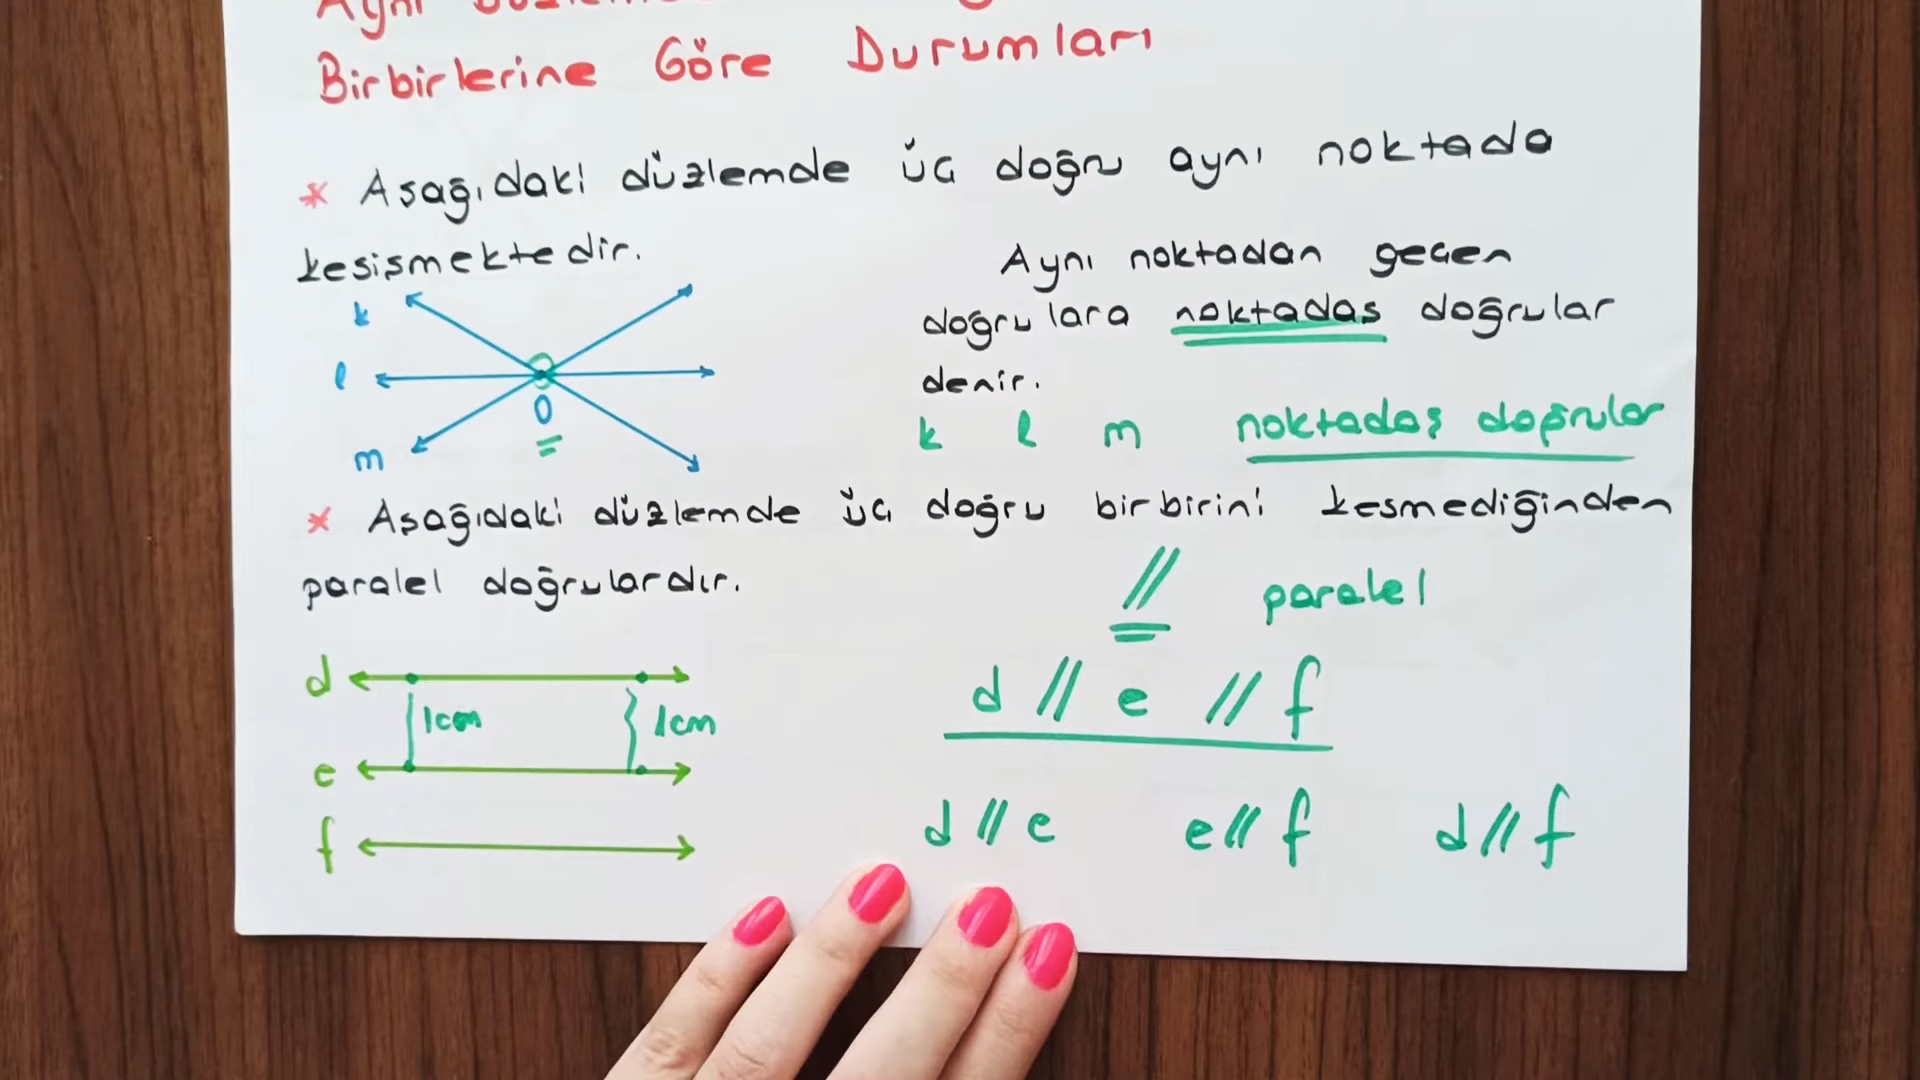 Aynı
Birbirlerine Göre Durumları
* Aşağıdaki düzlemde üç doğru aynı noktada
kesişmektedir.
Aynı noktadan geçen
doğrulara noktadaş doğrular
denir.
k
l
m
O
k l m noktadaş doğrular
* Aşağıdaki düzlemde üç doğru birbirini kesmediğinden
paralel doğrulardır.
// paralel
d
1cm 1cm
e
f
d // e // f
d // e e // f d // f